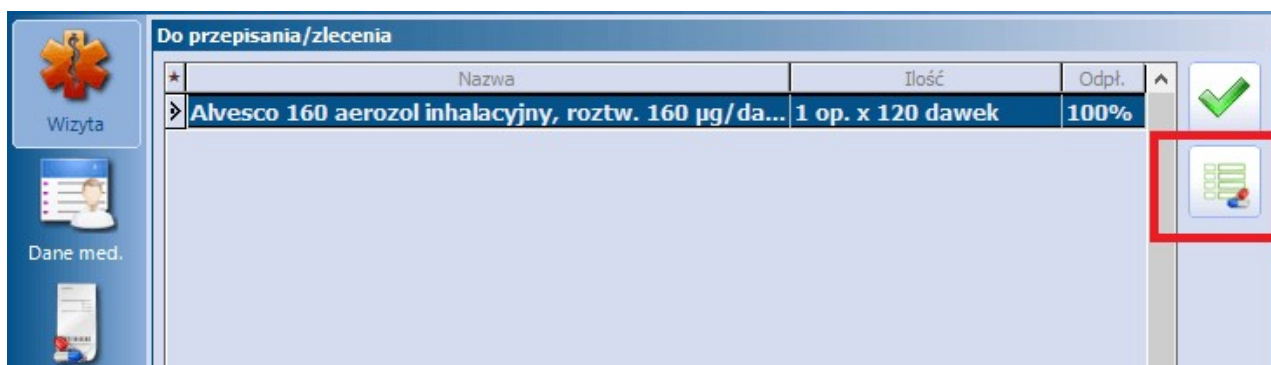 Do przepisania/zlecenia
* Nazwa Ilość Odpł.
Alvesco 160 aerozol inhalacyjny, roztw. 160 µg/da... 1 op. x 120 dawek 100%
Wizyta
Dane med.